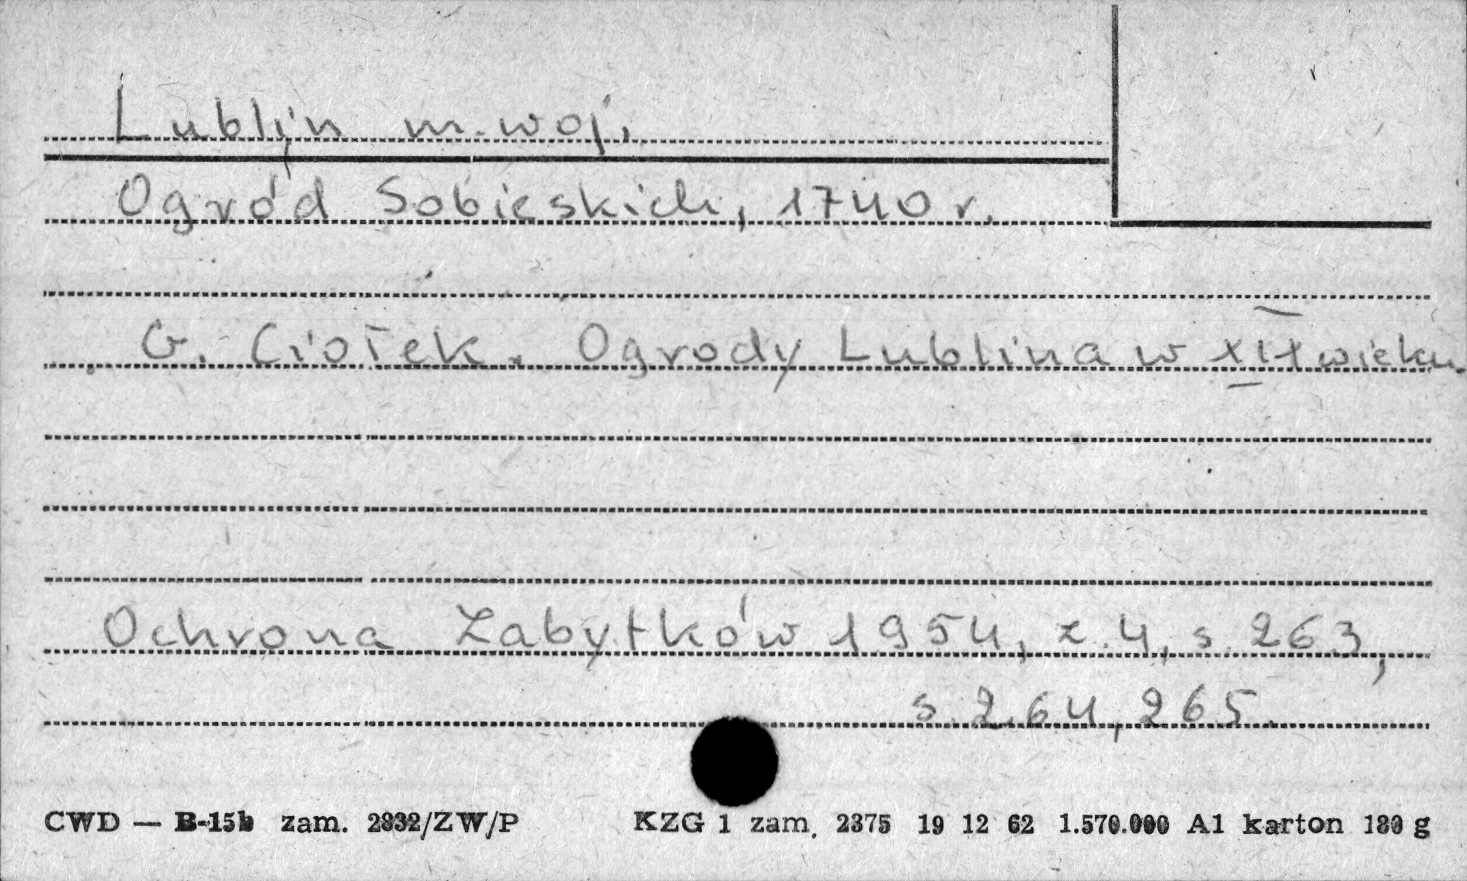 Lublin m. woj.
Ogród Sobieskich, 1740 r.
G. Ciołek. Ogrody Lublina w XIX wieku.
Ochrona Zabytków 1954, z. 4, s. 263,
s. 264, 265.
CWD — B-15b zam. 2932/ZW/P KZG 1 zam. 2375 19 12 62 1.570.000 A1 karton 180 g